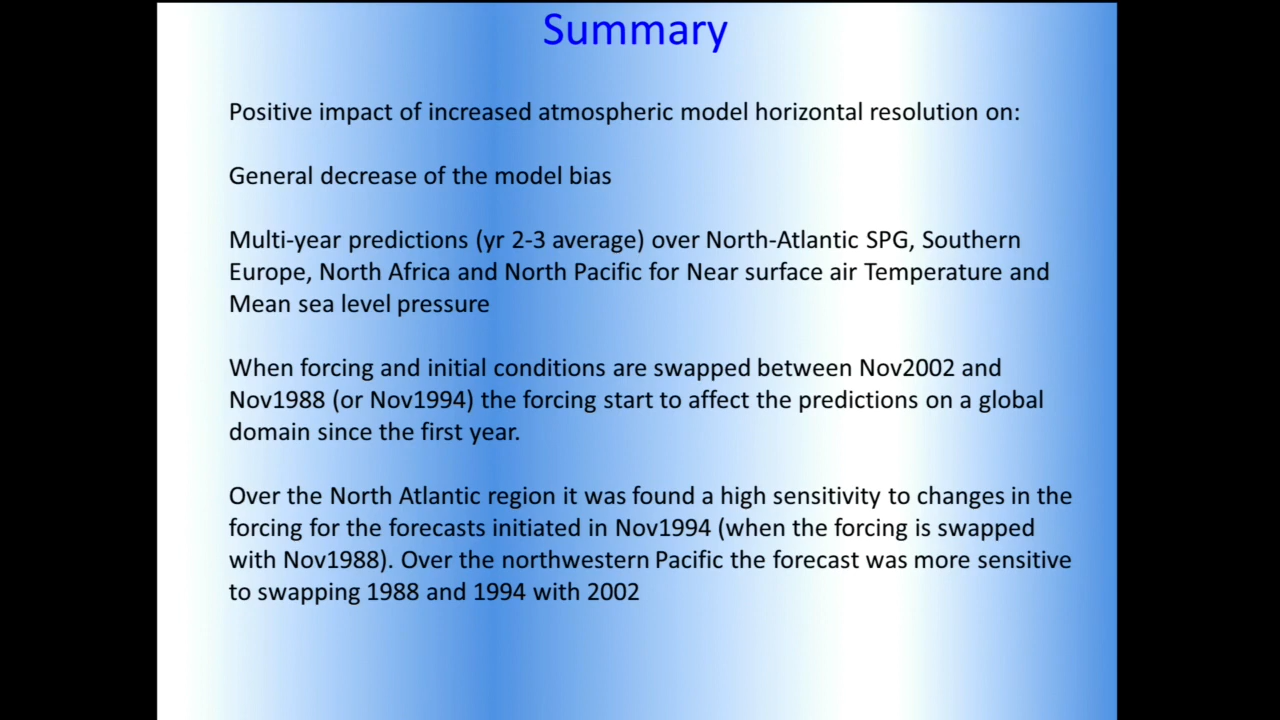 Summary
Positive impact of increased atmospheric model horizontal resolution on:
General decrease of the model bias
Multi-year predictions (yr 2-3 average) over North-Atlantic SPG, Southern
Europe, North Africa and North Pacific for Near surface air Temperature and
Mean sea level pressure
When forcing and initial conditions are swapped between Nov2002 and
Nov1988 (or Nov1994) the forcing start to affect the predictions on a global
domain since the first year.
Over the North Atlantic region it was found a high sensitivity to changes in the
forcing for the forecasts initiated in Nov1994 (when the forcing is swapped
with Nov1988). Over the northwestern Pacific the forecast was more sensitive
to swapping 1988 and 1994 with 2002